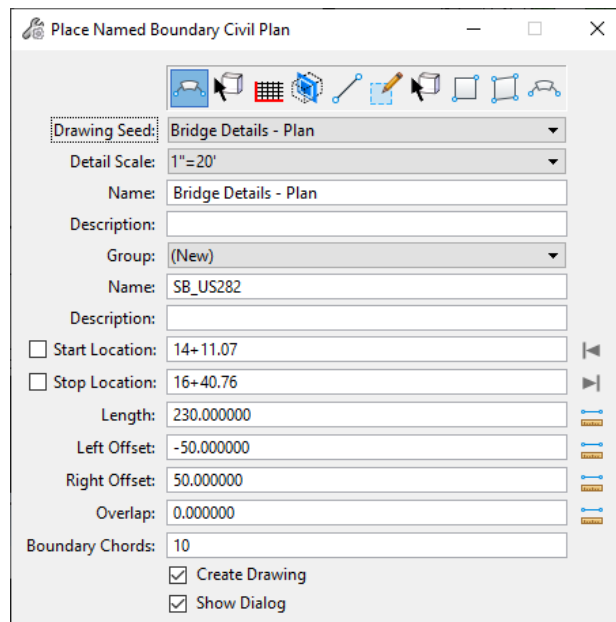 Place Named Boundary Civil Plan
Drawing Seed: Bridge Details - Plan
Detail Scale: 1"=20'
Name: Bridge Details - Plan
Description:
Group: (New)
Name: SB_US282
Description:
Start Location: 14+11.07
Stop Location: 16+40.76
Length: 230.000000
Left Offset: -50.000000
Right Offset: 50.000000
Overlap: 0.000000
Boundary Chords: 10
Create Drawing
Show Dialog